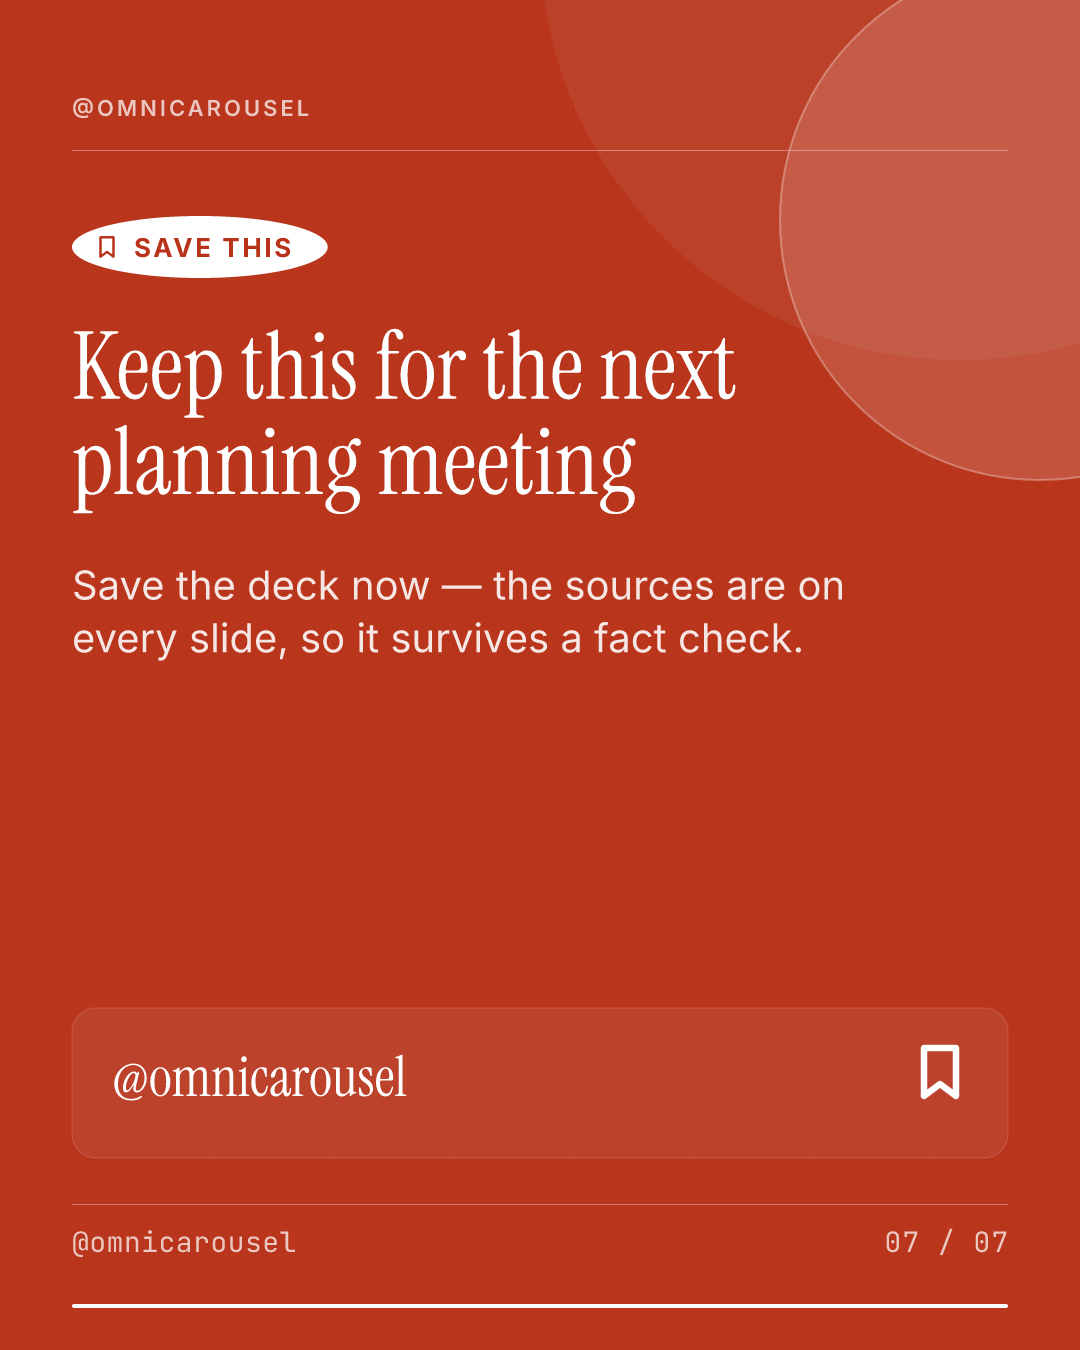 @OMNICAROUSEL
SAVE THIS
Keep this for the next
planning meeting
Save the deck now — the sources are on
every slide, so it survives a fact check.
@omnicarousel
@omnicarousel
07 / 07